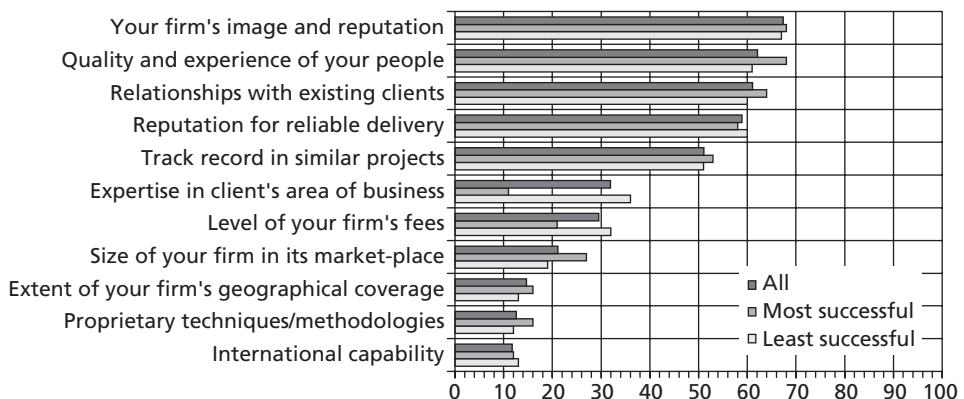 Your firm's image and reputation
Quality and experience of your people
Relationships with existing clients
Reputation for reliable delivery
Track record in similar projects
Expertise in client's area of business
Level of your firm's fees
Size of your firm in its market-place
Extent of your firm's geographical coverage
Proprietary techniques/methodologies
International capability
All
Most successful
Least successful
0 10 20 30 40 50 60 70 80 90 100